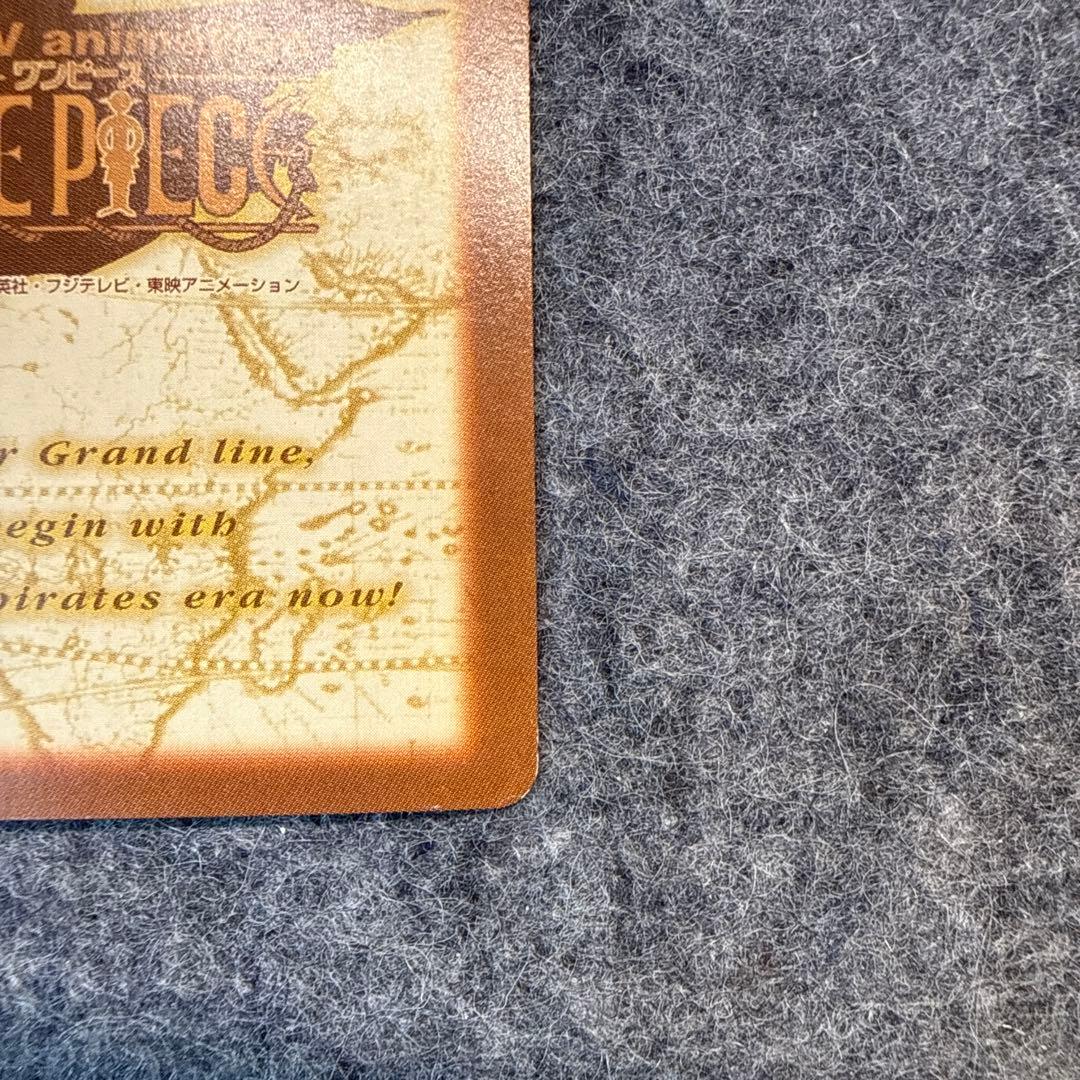 V animation
ワンピース
E PIECE
英社・フジテレビ・東映アニメーション
r Grand line,
egin with
pirates era now!